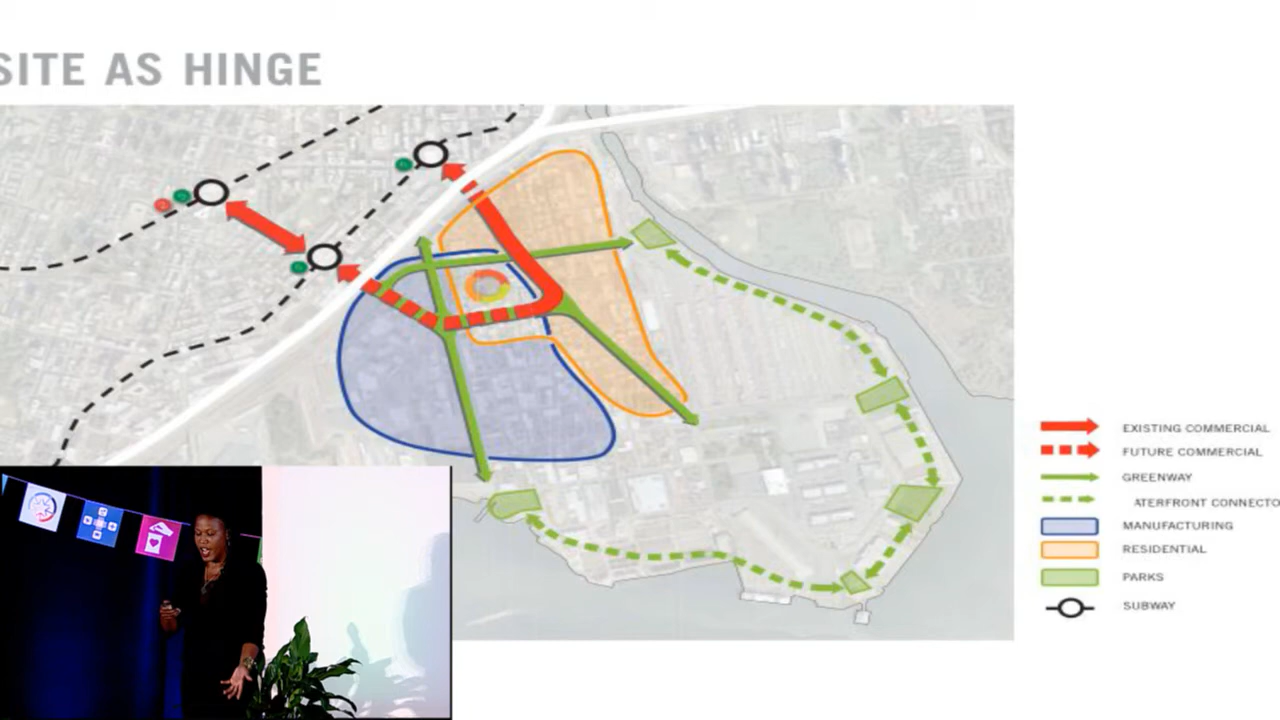 SITE AS HINGE
EXISTING COMMERCIAL
FUTURE COMMERCIAL
GREENWAY
ATERFRONT CONNECTO
MANUFACTURING
RESIDENTIAL
PARKS
SUBWAY